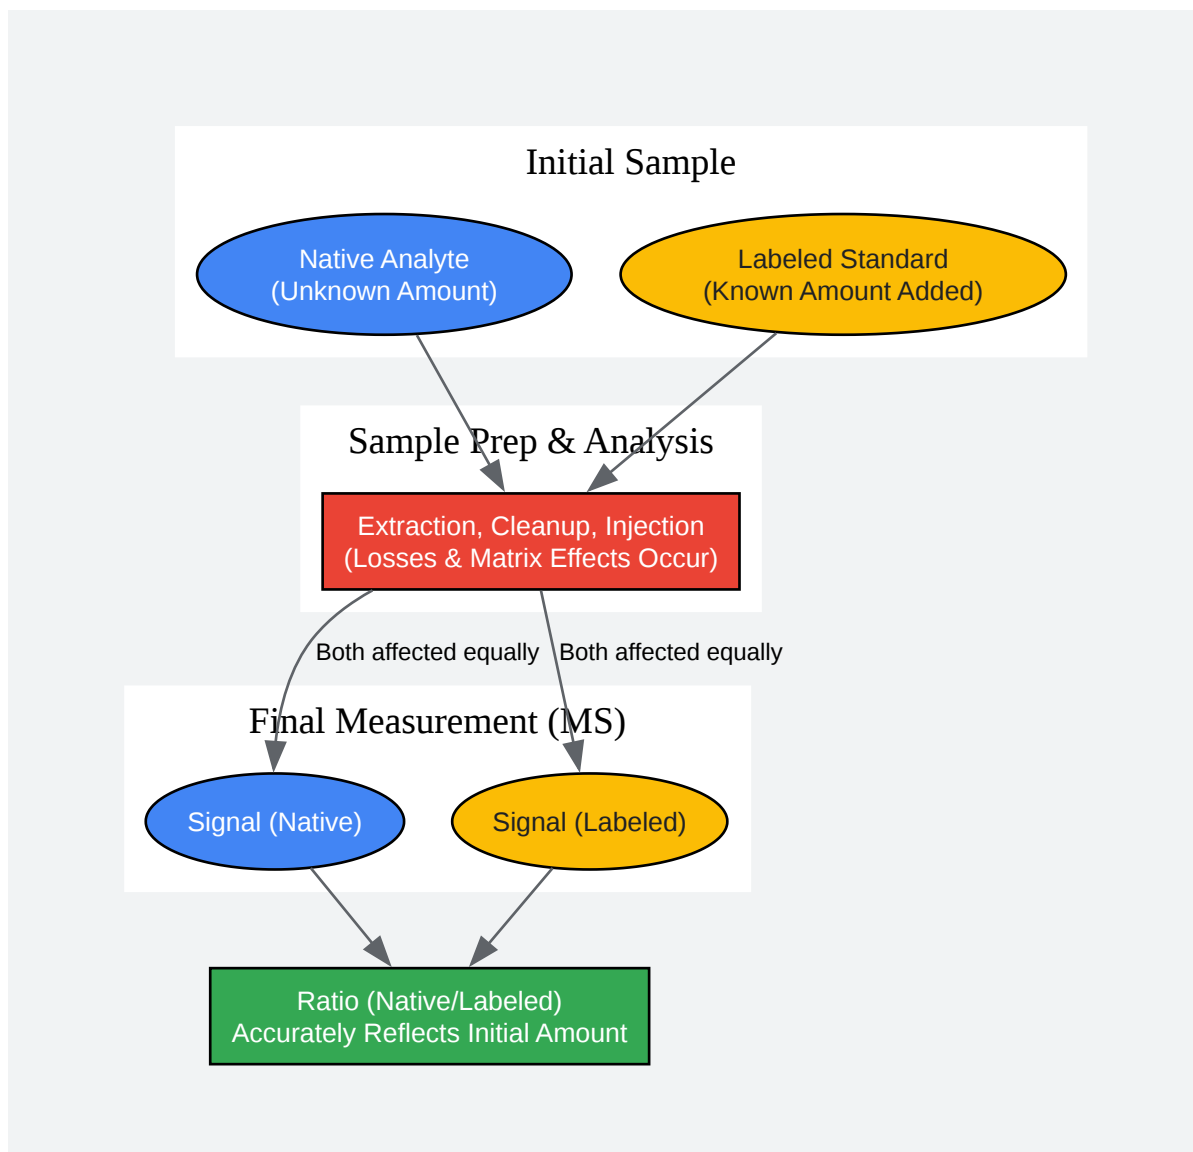 Initial Sample
Native Analyte
(Unknown Amount)
Labeled Standard
(Known Amount Added)
Sample Prep & Analysis
Extraction, Cleanup, Injection
(Losses & Matrix Effects Occur)
Both affected equally
Both affected equally
Final Measurement (MS)
Signal (Native)
Signal (Labeled)
Ratio (Native/Labeled)
Accurately Reflects Initial Amount